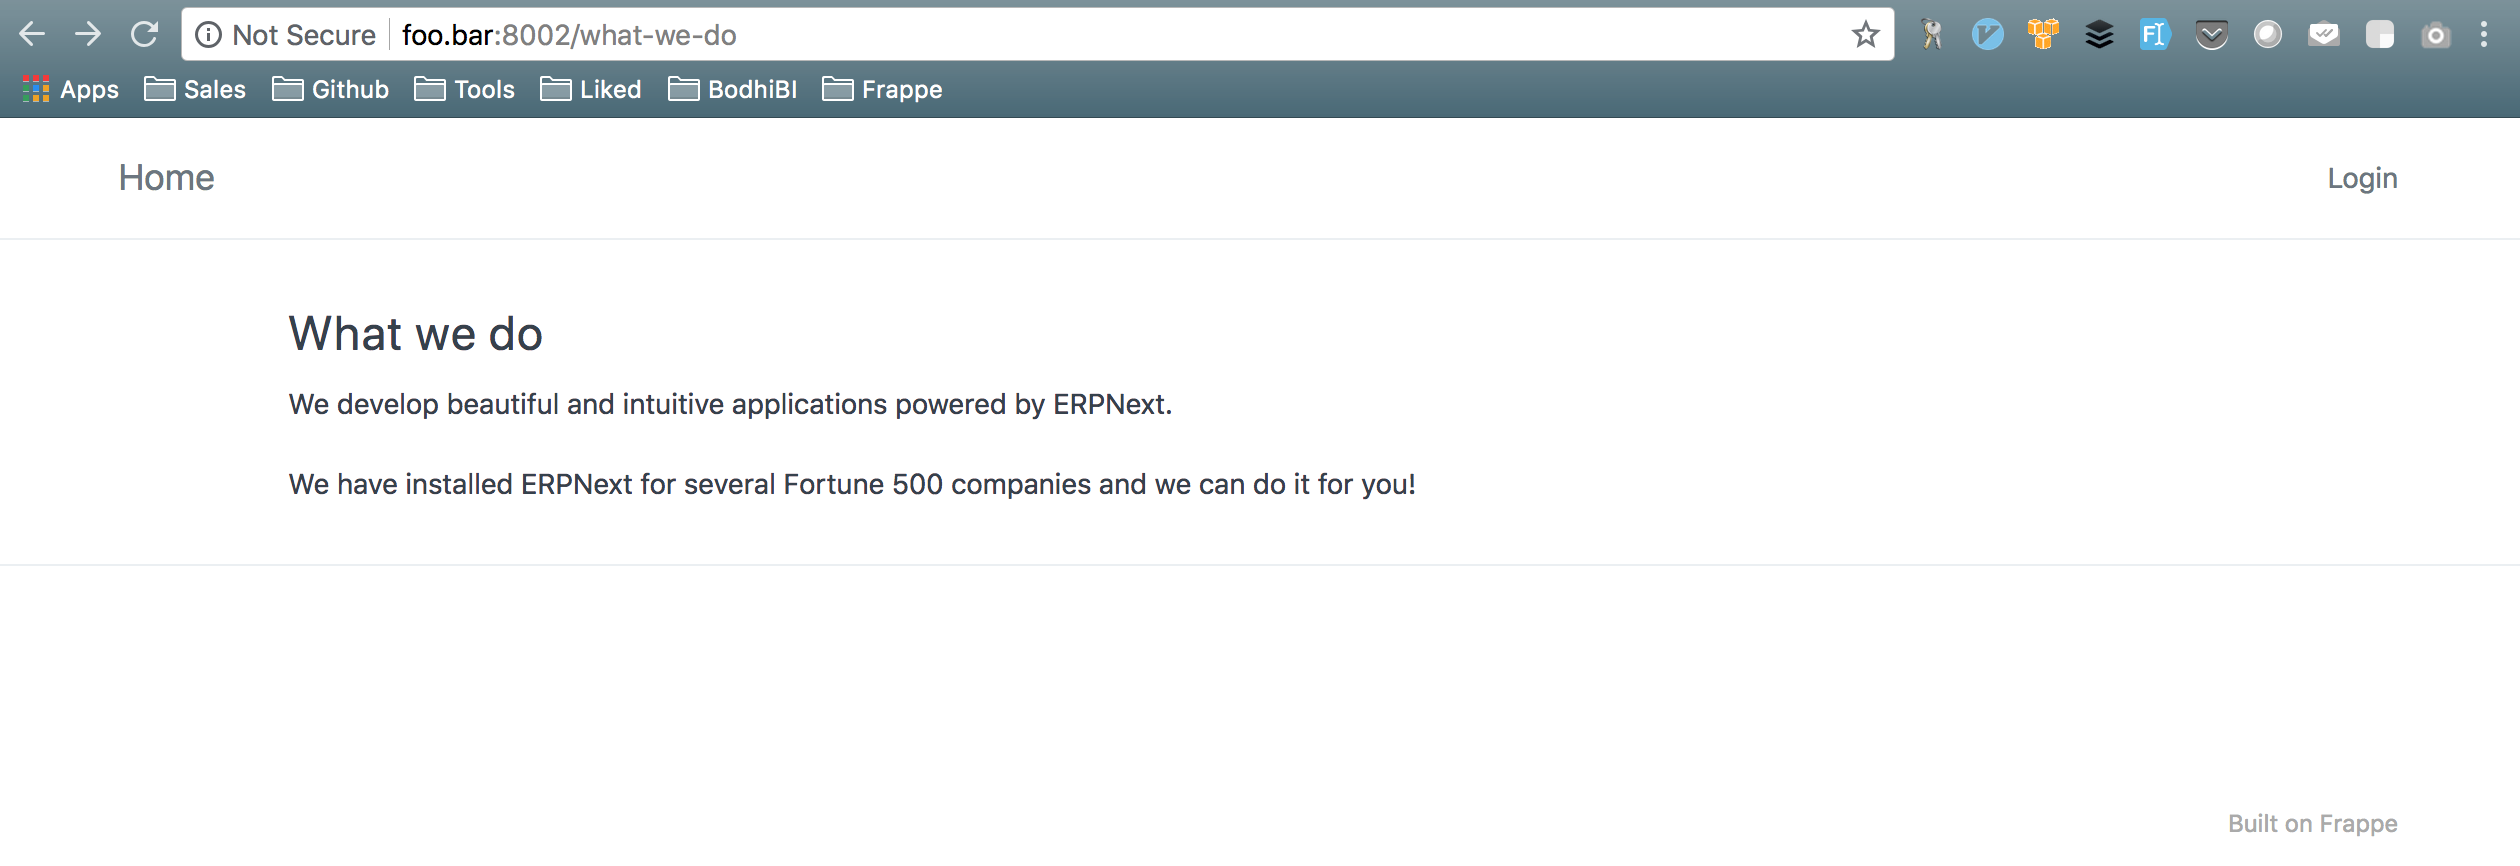 Not Secure foo.bar:8002/what-we-do
Apps Sales Github Tools Liked BodhiBI Frappe
Home Login
What we do
We develop beautiful and intuitive applications powered by ERPNext.
We have installed ERPNext for several Fortune 500 companies and we can do it for you!
Built on Frappe